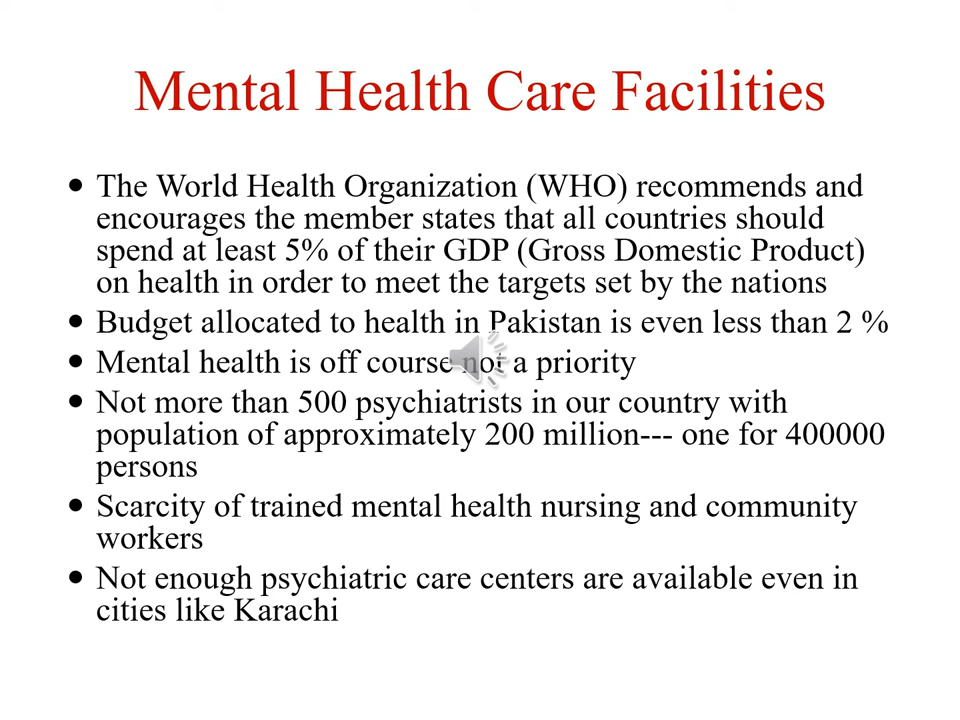 Mental Health Care Facilities
• The World Health Organization (WHO) recommends and
encourages the member states that all countries should
spend at least 5% of their GDP (Gross Domestic Product)
on health in order to meet the targets set by the nations
• Budget allocated to health in Pakistan is even less than 2 %
• Mental health is off course not a priority
• Not more than 500 psychiatrists in our country with
population of approximately 200 million--- one for 400000
persons
• Scarcity of trained mental health nursing and community
workers
• Not enough psychiatric care centers are available even in
cities like Karachi